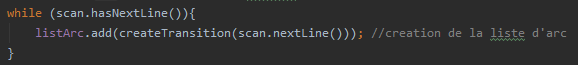 while (scan.hasNextLine()){
listArc.add(createTransition(scan.nextLine())); //creation de la liste d'arc
}